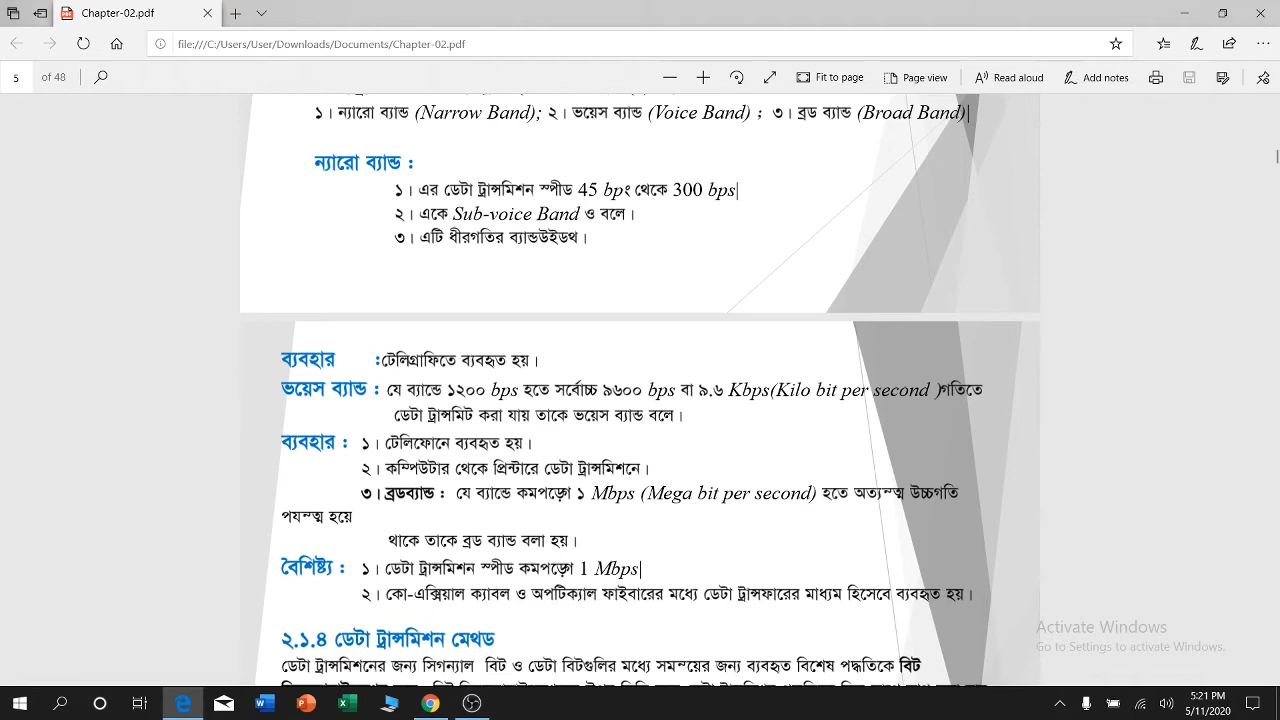 Chapter-02.pdf
file:///C:/Users/User/Downloads/Documents/Chapter-02.pdf
5 of 48 Fit to page Page view Read aloud Add notes
১। ন্যারো ব্যান্ড (Narrow Band); ২। ভয়েস ব্যান্ড (Voice Band) ; ৩। ব্রড ব্যান্ড (Broad Band)|
ন্যারো ব্যান্ড :
১। এর ডেটা ট্রান্সমিশন স্পীড 45 bpং থেকে 300 bps|
২। একে Sub-voice Band ও বলে।
৩। এটি ধীরগতির ব্যান্ডউইডথ।
ব্যবহার :টেলিগ্রাফিতে ব্যবহৃত হয়।
ভয়েস ব্যান্ড : যে ব্যান্ডে ১২০০ bps হতে সর্বোচ্চ ৯৬০০ bps বা ৯.৬ Kbps(Kilo bit per second )গতিতে
ডেটা ট্রান্সমিট করা যায় তাকে ভয়েস ব্যান্ড বলে।
ব্যবহার : ১। টেলিফোনে ব্যবহৃত হয়।
২। কম্পিউটার থেকে প্রিন্টারে ডেটা ট্রান্সমিশনে।
৩। ব্রডব্যান্ড : যে ব্যান্ডে কমপড়্গে ১ Mbps (Mega bit per second) হতে অত্যম্ত্ম উচ্চগতি
পযম্ত্ম হয়ে
থাকে তাকে ব্রড ব্যান্ড বলা হয়।
বৈশিষ্ট্য : ১। ডেটা ট্রান্সমিশন স্পীড কমপড়্গে 1 Mbps|
২। কো-এক্সিয়াল ক্যাবল ও অপটিক্যাল ফাইবারের মধ্যে ডেটা ট্রান্সফারের মাধ্যম হিসেবে ব্যবহৃত হয়।
২.১.৪ ডেটা ট্রান্সমিশন মেথড
ডেটা ট্রান্সমিশনের জন্য সিগন্যাল বিট ও ডেটা বিটগুলির মধ্যে সমম্বয়ের জন্য ব্যবহৃত বিশেষ পদ্ধতিকে বিট
Activate Windows
Go to Settings to activate Windows.
5:21 PM
5/11/2020